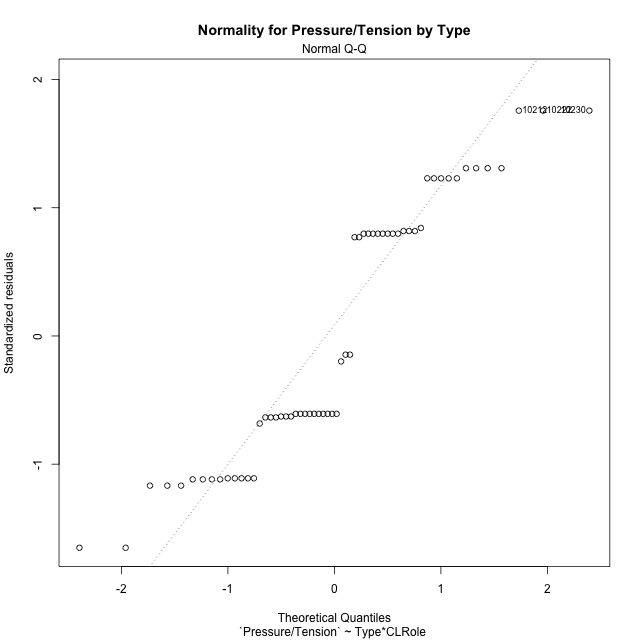 Normality for Pressure/Tension by Type
Normal Q-Q
Standardized residuals
2
1
0
-1
-2
-1
0
1
2
Theoretical Quantiles
`Pressure/Tension` ~ Type*CLRole